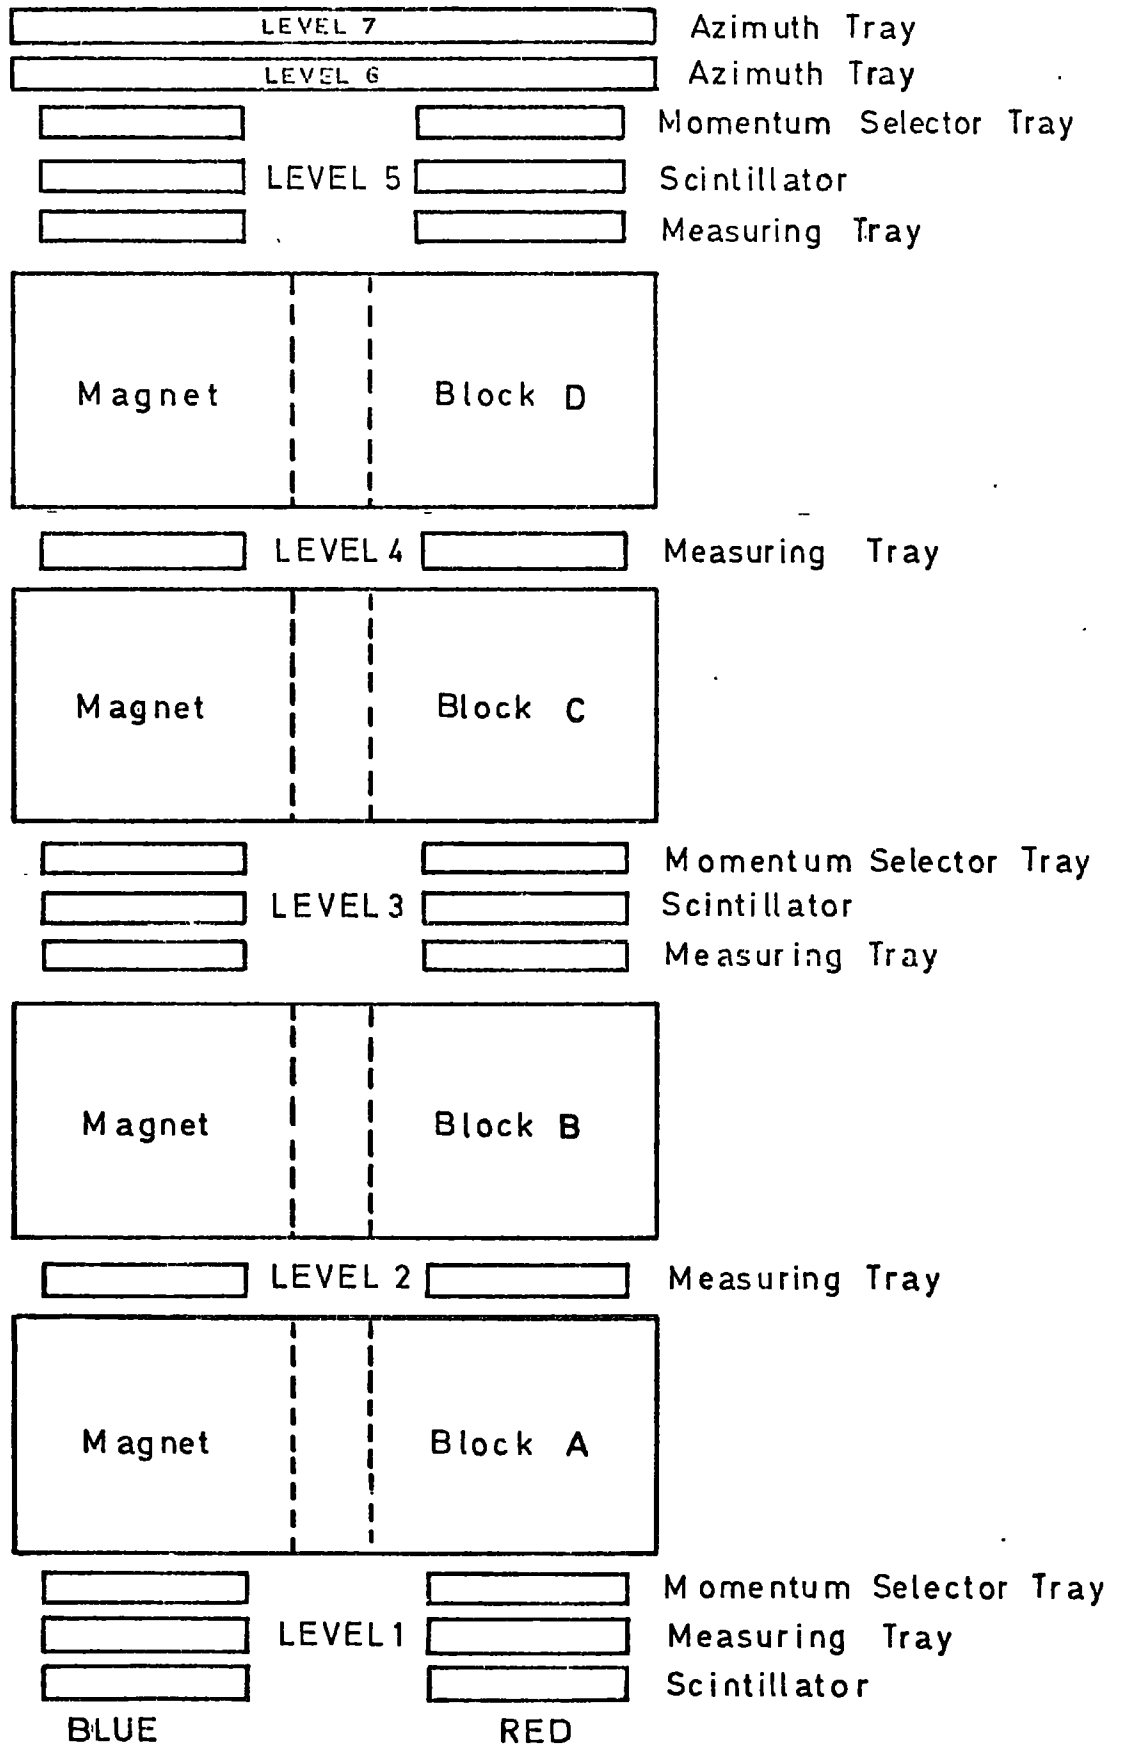 LEVEL 7 Azimuth Tray
LEVEL 6 Azimuth Tray
Momentum Selector Tray
LEVEL 5 Scintillator
Measuring Tray
Magnet Block D
LEVEL 4 Measuring Tray
Magnet Block C
Momentum Selector Tray
LEVEL 3 Scintillator
Measuring Tray
Magnet Block B
LEVEL 2 Measuring Tray
Magnet Block A
Momentum Selector Tray
LEVEL 1 Measuring Tray
Scintillator
BLUE RED